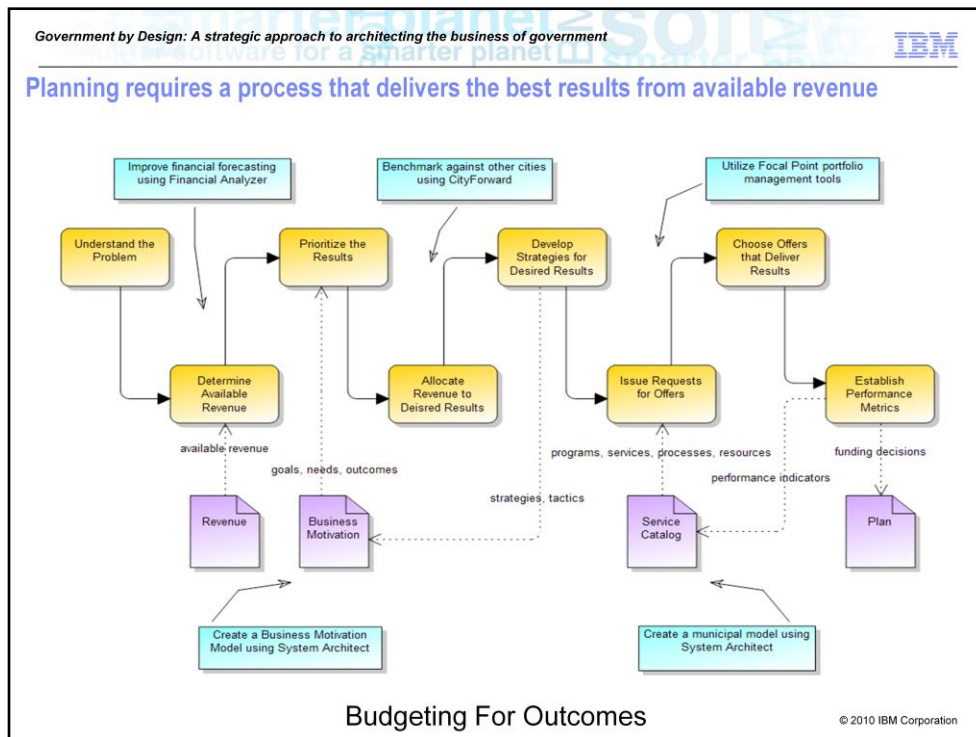 Government by Design: A strategic approach to architecting the business of government
IBM
Planning requires a process that delivers the best results from available revenue
Improve financial forecasting
using Financial Analyzer
Benchmark against other cities
using CityForward
Utilize Focal Point portfolio
management tools
Understand the
Problem
Prioritize the
Results
Develop
Strategies for
Desired Results
Choose Offers
that Deliver
Results
Determine
Available
Revenue
Allocate
Revenue to
Deisred Results
Issue Requests
for Offers
Establish
Performance
Metrics
available revenue
goals, needs, outcomes
programs, services, processes, resources
funding decisions
performance indicators
strategies, tactics
Revenue
Business
Motivation
Service
Catalog
Plan
Create a Business Motivation
Model using System Architect
Create a municipal model using
System Architect
Budgeting For Outcomes
© 2010 IBM Corporation